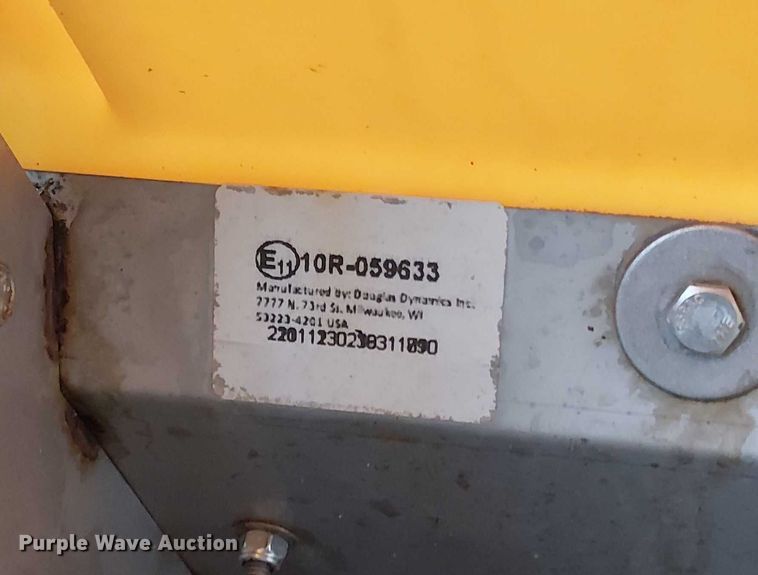 E11 10R-059633
Manufactured by: Douglas Dynamics Inc.
7777 N. 73rd St. Milwaukee, WI
53223-4201 USA
Purple Wave Auction